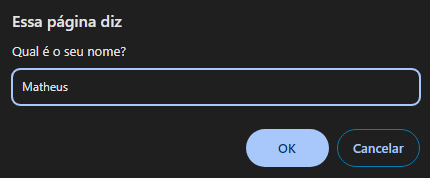 Essa página diz
Qual é o seu nome?
Matheus
OK Cancelar